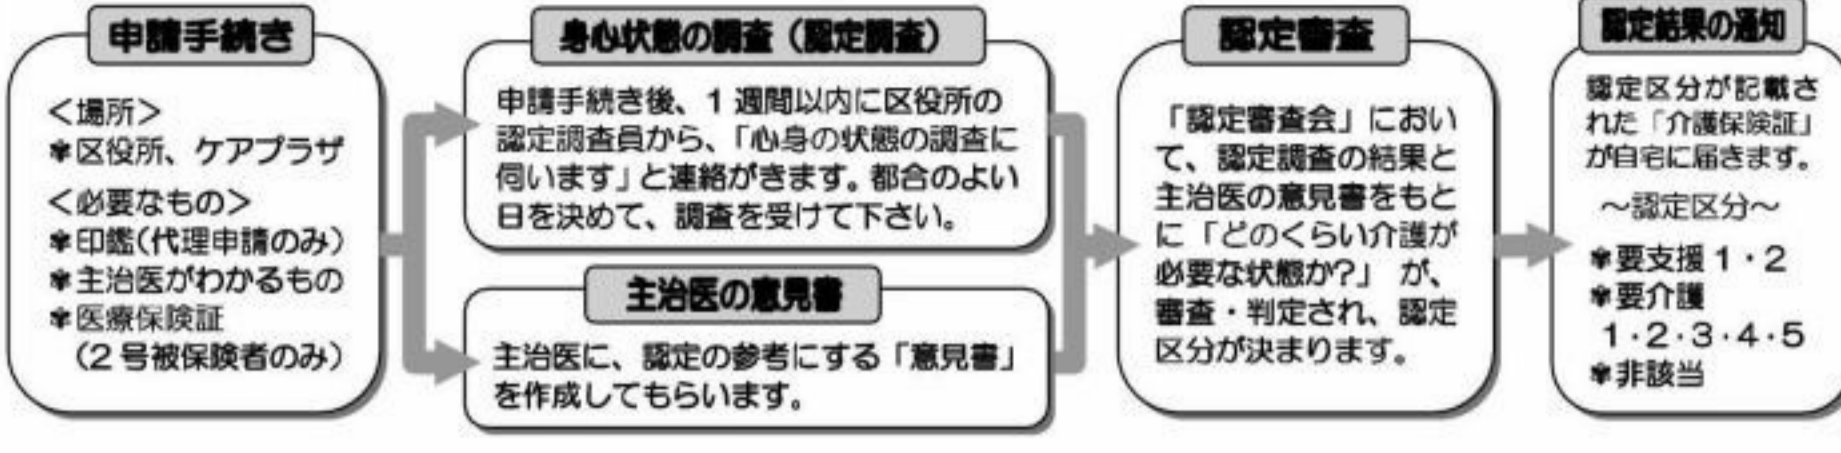 申請手続き
＜場所＞
✾区役所、ケアプラザ
＜必要なもの＞
✾印鑑(代理申請のみ)
✾主治医がわかるもの
✾医療保険証
(2号被保険者のみ)
身心状態の調査（認定調査）
申請手続き後、1週間以内に区役所の
認定調査員から、「心身の状態の調査に
伺います」と連絡がきます。都合のよい
日を決めて、調査を受けて下さい。
主治医の意見書
主治医に、認定の参考にする「意見書」
を作成してもらいます。
認定審査
「認定審査会」におい
て、認定調査の結果と
主治医の意見書をもと
に「どのくらい介護が
必要な状態か?」が、
審査・判定され、認定
区分が決まります。
認定結果の通知
認定区分が記載さ
れた「介護保険証」
が自宅に届きます。
～認定区分～
✾要支援1・2
✾要介護
1・2・3・4・5
✾非該当